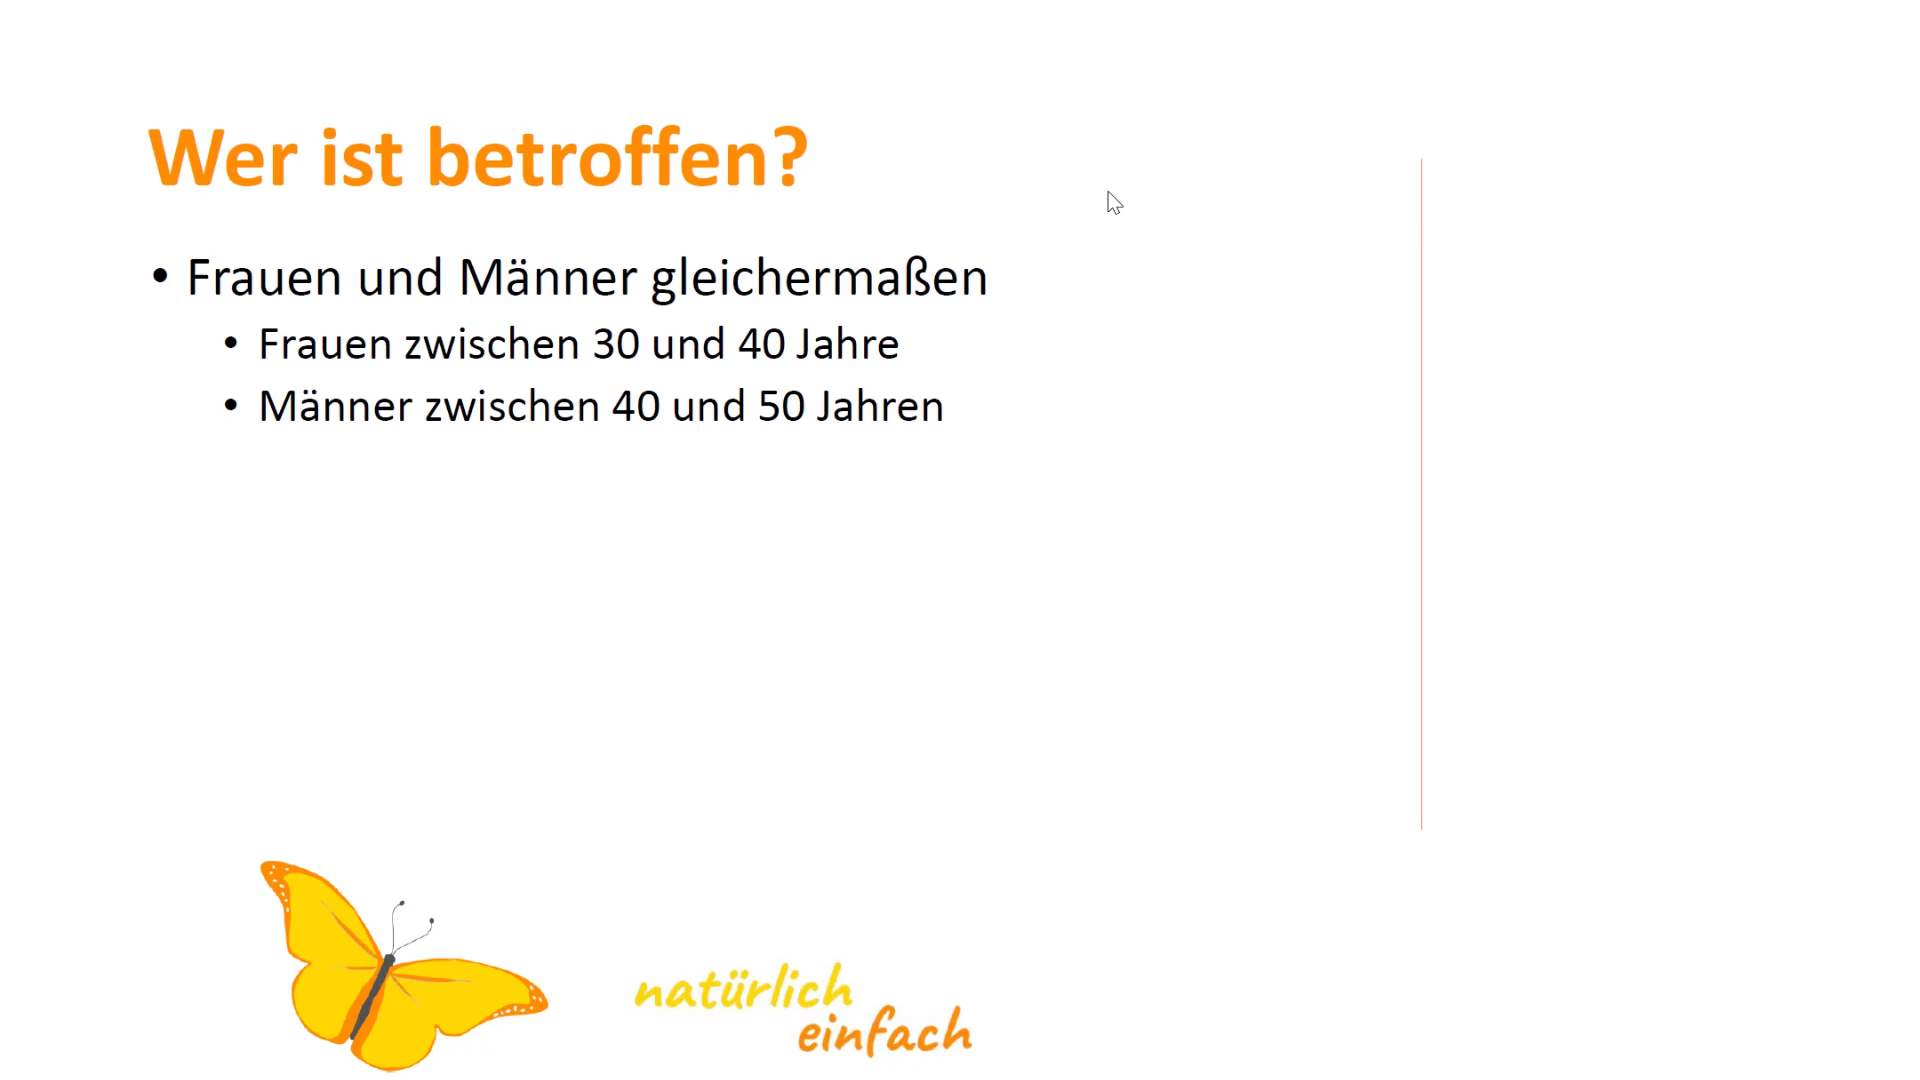 Wer ist betroffen?
• Frauen und Männer gleichermaßen
• Frauen zwischen 30 und 40 Jahre
• Männer zwischen 40 und 50 Jahren
natürlich
einfach